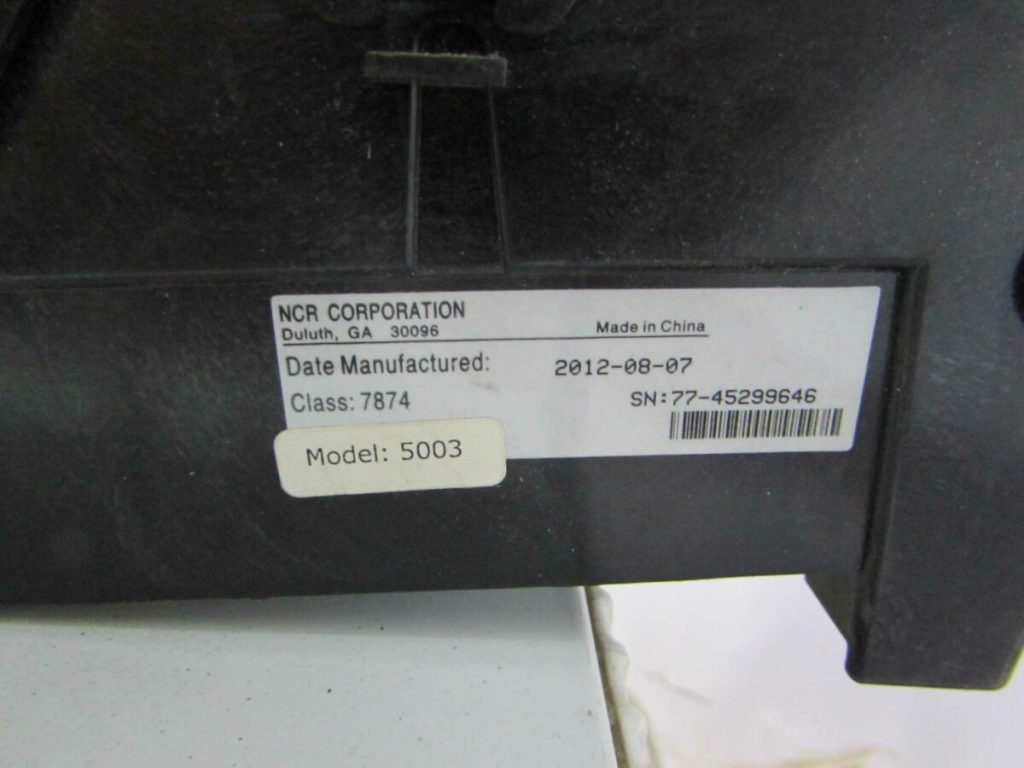 NCR CORPORATION
Duluth, GA 30096 Made in China
Date Manufactured: 2012-08-07
Class: 7874 SN:77-45299646
Model: 5003